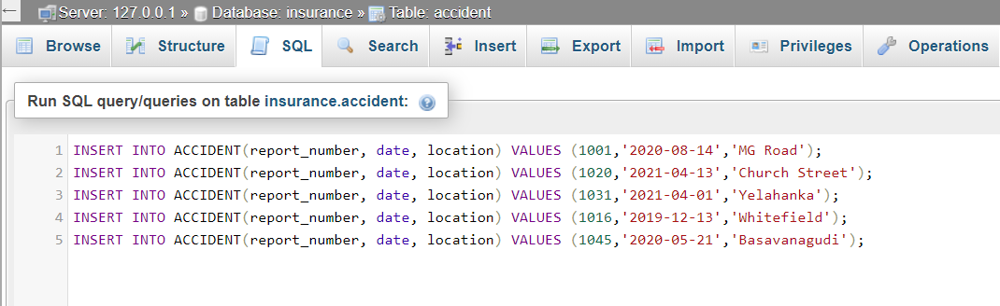 Server: 127.0.0.1 » Database: insurance » Table: accident
Browse Structure SQL Search Insert Export Import Privileges Operations
Run SQL query/queries on table insurance.accident:
1 INSERT INTO ACCIDENT(report_number, date, location) VALUES (1001,'2020-08-14','MG Road');
2 INSERT INTO ACCIDENT(report_number, date, location) VALUES (1020,'2021-04-13','Church Street');
3 INSERT INTO ACCIDENT(report_number, date, location) VALUES (1031,'2021-04-01','Yelahanka');
4 INSERT INTO ACCIDENT(report_number, date, location) VALUES (1016,'2019-12-13','Whitefield');
5 INSERT INTO ACCIDENT(report_number, date, location) VALUES (1045,'2020-05-21','Basavanagudi');